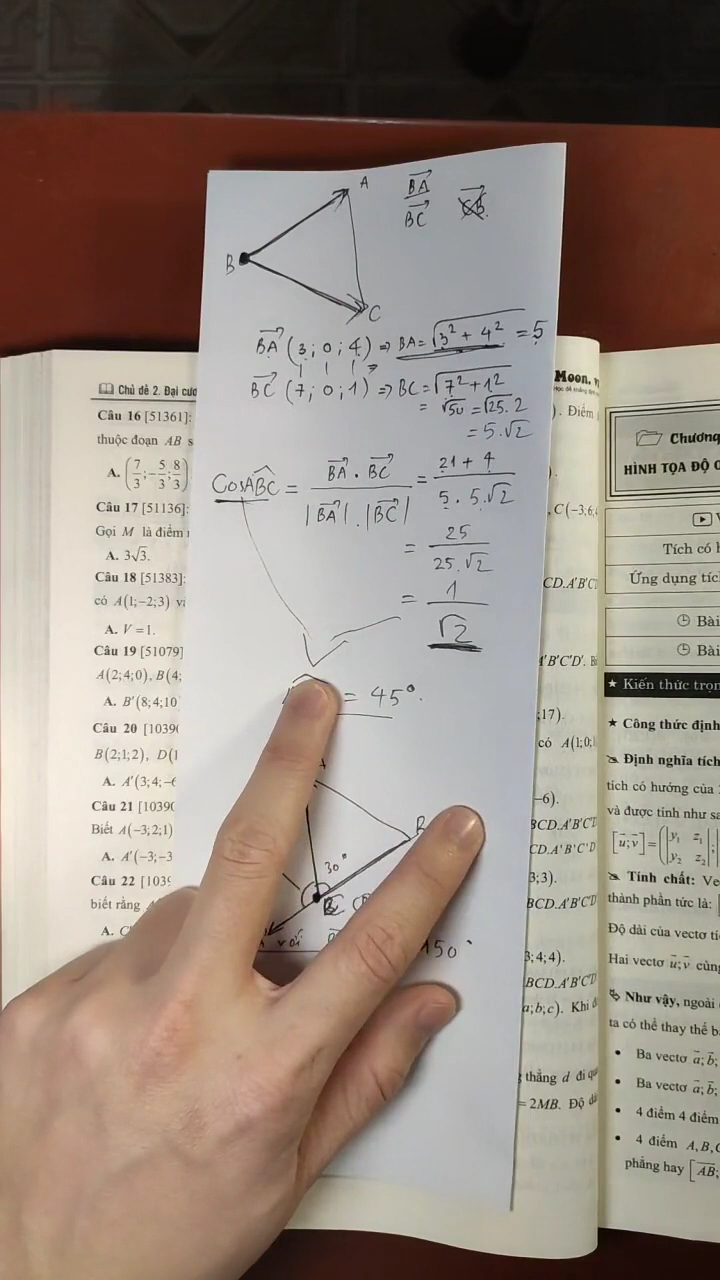 A
B
C
BA
BC
CB
BA (3; 0; 4) => BA = √3² + 4² = 5
BC (7; 0; 1) => BC = √7² + 1²
= √50 = √25.2
= 5.√2
CosABC = BA . BC / |BA| . |BC| = 21 + 4 / 5 . 5.√2
= 25 / 25.√2
= 1 / √2
= 45°.
30°
150°
Chủ đề 2. Đại cươ
Câu 16 [51361]:
thuộc đoạn AB s
A. (7/3; -5/3; 8/3)
Câu 17 [51136]:
Gọi M là điểm
A. 3√3.
Câu 18 [51383]:
có A(1;-2;3) v
A. V = 1.
Câu 19 [51079]
A(2;4;0), B(4;
A. B'(8;4;10
Câu 20 [1039
B(2;1;2), D(1
A. A'(3;4;-6
Câu 21 [1039
Biết A(-3;2;1)
A. A'(-3;-3
Câu 22 [103
biết rằng
A. C'
Moon.
). Điểm
, C(-3;6;
CD.A'B'C'D
'B'C'D'.
;17).
có A(1;0;
-6).
BCD.A'B'C'D
CD.A'B'C'D
3;3).
BCD.A'B'C'D
3;4;4).
BCD.A'B'C'D
a;b;c). Khi
thẳng d đi qu
= 2MB. Độ dà
Chương
HÌNH TỌA ĐỘ
Tích có h
Ứng dụng tíc
Bài
Bài
★ Kiến thức trọn
★ Công thức định
Định nghĩa tích
tích có hướng của
và được tính như sa
[u;v] = (|y₁ z₁ y₂ z₂|;
Tính chất: Ve
thành phần tức là:
Độ dài của vectơ tí
Hai vectơ u;v cùng
Như vậy, ngoài
ta có thể thay thế b
• Ba vectơ a;b;
• Ba vectơ a;b;
• 4 điểm 4 điểm
• 4 điểm A,B,C
phẳng hay [AB;